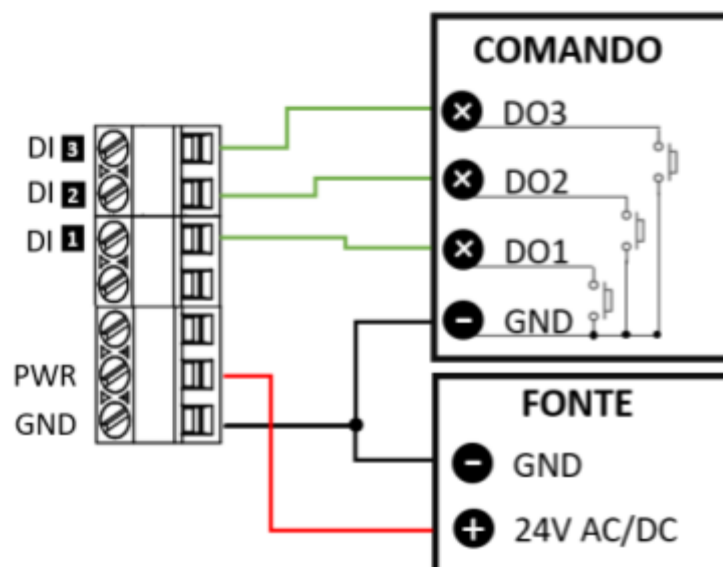 COMANDO
DO3
DI 3
DO2
DI 2
DI 1
DO1
GND
PWR
FONTE
GND
GND
24V AC/DC